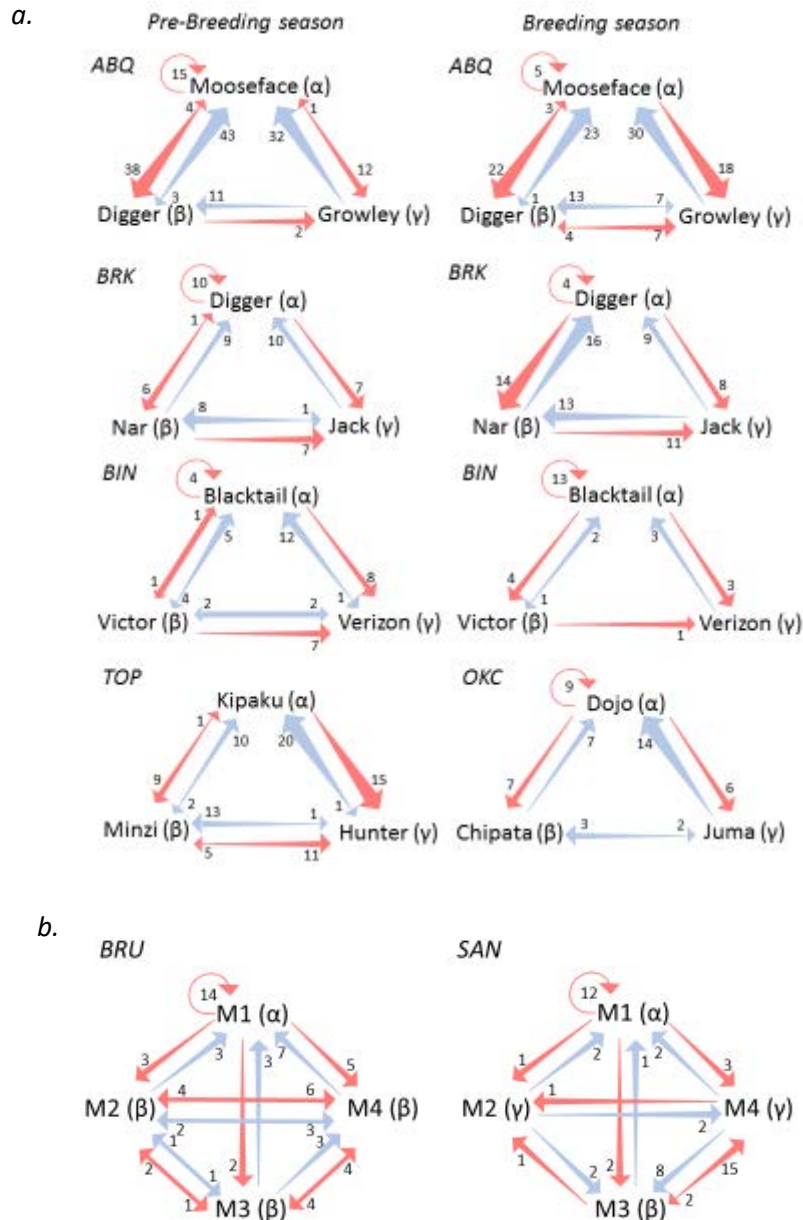 a.
Pre-Breeding season Breeding season
ABQ ABQ
15 5
Mooseface (α) Mooseface (α)
4 1 3
43 32 23 30
38 12 22 18
3 11 1 13 7
Digger (β) Growley (γ) Digger (β) Growley (γ)
2 4 7
BRK BRK
10 4
Digger (α) Digger (α)
1
9 10 16 9
6 7 14 8
8 1 13
Nar (β) Jack (γ) Nar (β) Jack (γ)
7 11
BIN BIN
4 13
Blacktail (α) Blacktail (α)
1
5 12 2 3
1 8 4 3
4 2 2 1 1
Victor (β) Verizon (γ) Victor (β) Verizon (γ)
7 1
TOP OKC
9
Kipaku (α) Dojo (α)
1
10 20 7 14
9 15 7 6
2 13 1 1 3 2
Minzi (β) Hunter (γ) Chipata (β) Juma (γ)
5 11
b.
BRU SAN
14 12
M1 (α) M1 (α)
3 3 3 7 5 1 2 1 2 3
4 6 1
M2 (β) M4 (β) M2 (γ) M4 (γ)
2 3 2
1 3 2 8
2 1 2 4 1 2 15
1 4 2
M3 (β) M3 (β)